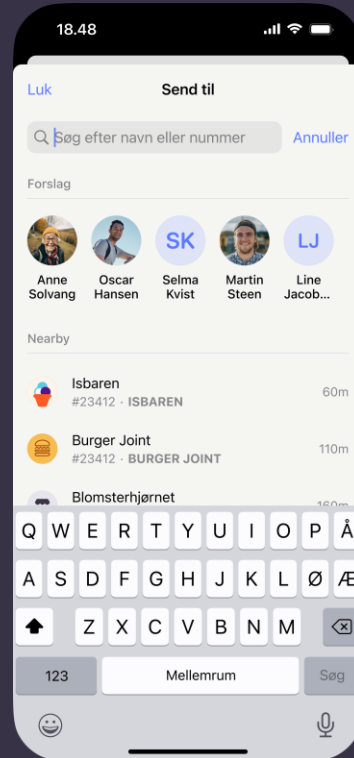 18.48
Luk
Send til
Søg efter navn eller nummer
Annuller
Forslag
SK
LJ
Anne Solvang
Oscar Hansen
Selma Kvist
Martin Steen
Line Jacob...
Nearby
Isbaren
60m
#23412 · ISBAREN
Burger Joint
110m
#23412 · BURGER JOINT
Blomsterhjørnet
160m
Q W E R T Y U I O P Å
A S D F G H J K L Ø Æ
Z X C V B N M
123
Mellemrum
Søg